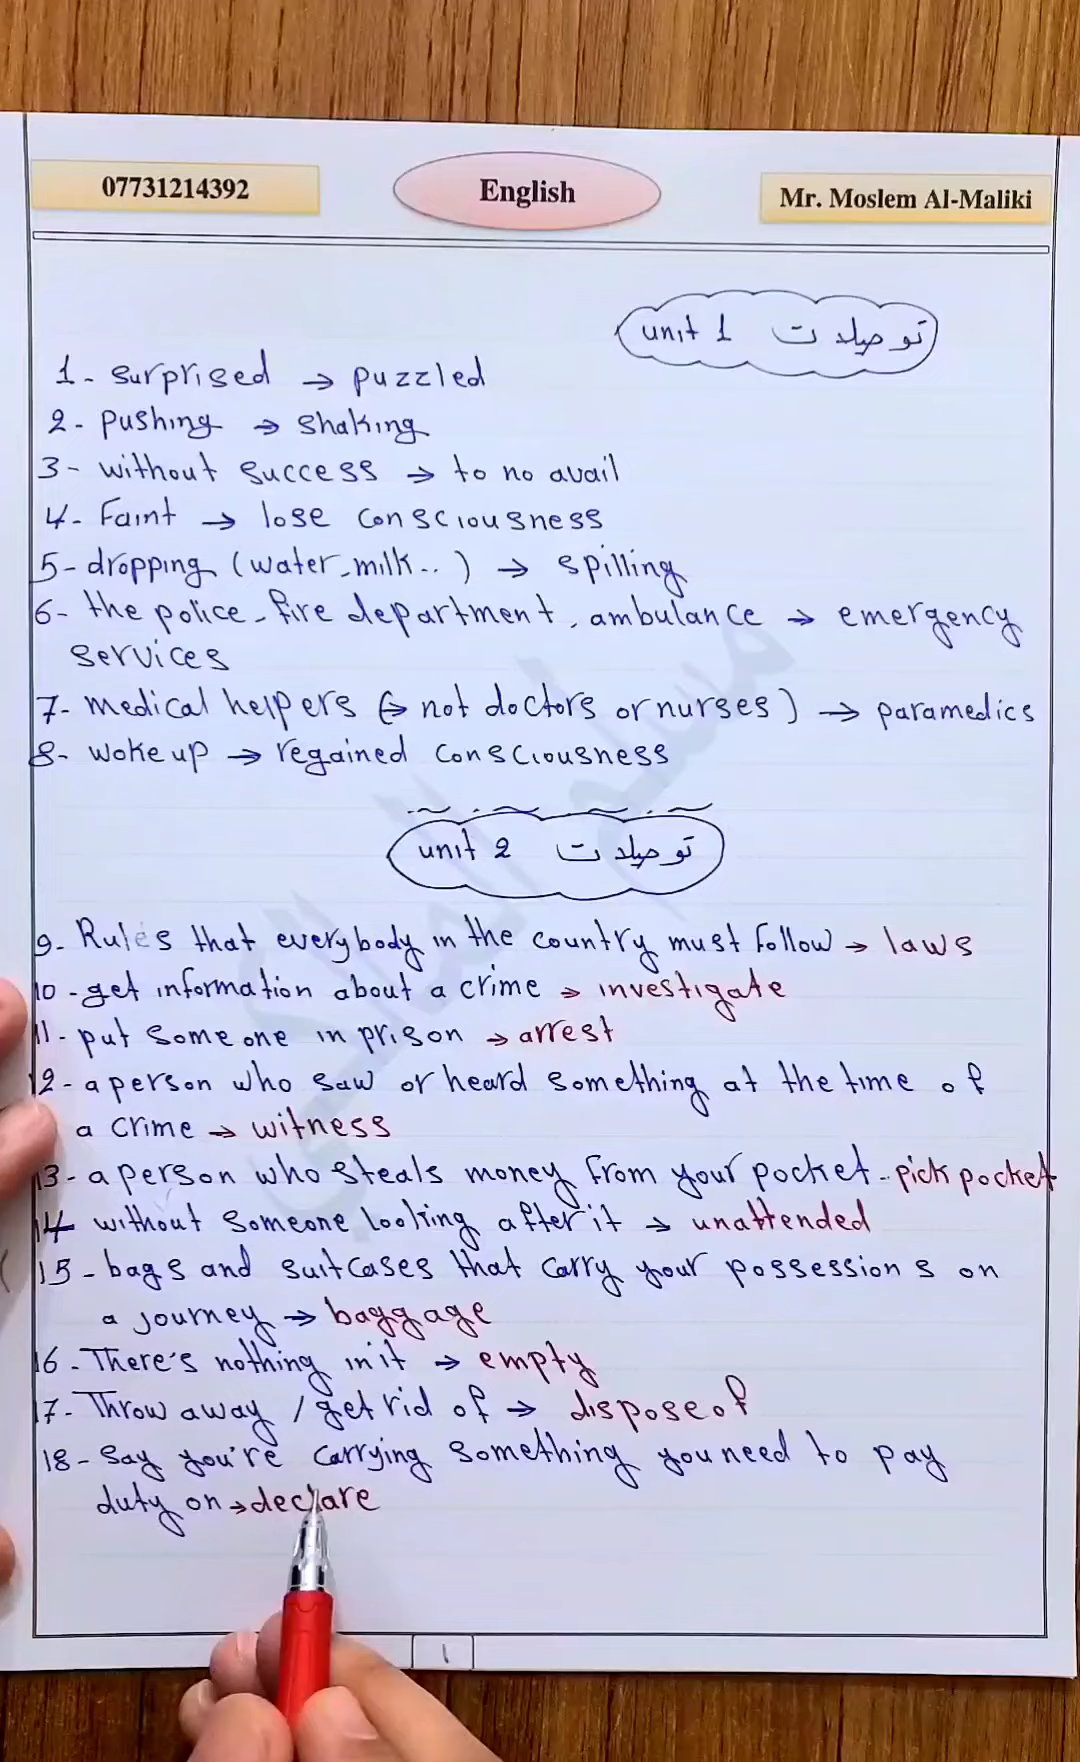 07731214392
English
Mr. Moslem Al-Maliki
unit 1 توصيلات
1- surprised → puzzled
2- pushing → shaking
3- without success → to no avail
4- Faint → lose consciousness
5- dropping (water-milk..) → spilling
6- the police - fire department, ambulance → emergency
services
7- medical helpers (→ not doctors or nurses) → paramedics
8- woke up → regained consciousness
unit 2 توصيلات
9- Rules that everybody in the country must follow → laws
10- get information about a crime → investigate
11- put some one in prison → arrest
12- a person who saw or heard something at the time of
a crime → witness
13- a person who steals money from your pocket - pick pocket
14 without someone looking after it → unattended
15- bags and suitcases that carry your possessions on
a journey → baggage
16- There's nothing in it → empty
17- Throw away / get rid of → dispose of
18- Say you're carrying something you need to pay
duty on → declare
1